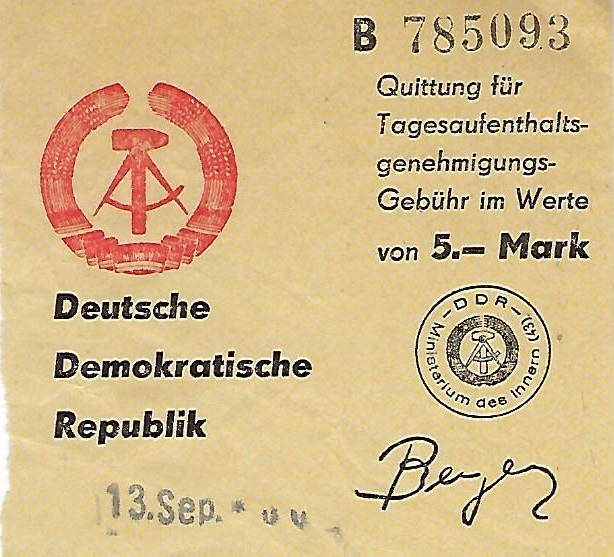 B 785093
Quittung für
Tagesaufenthalts-
genehmigungs-
Gebühr im Werte
von 5.— Mark
Deutsche
Demokratische
Republik
– DDR –
Ministerium des Innern (43).
13. Sep.